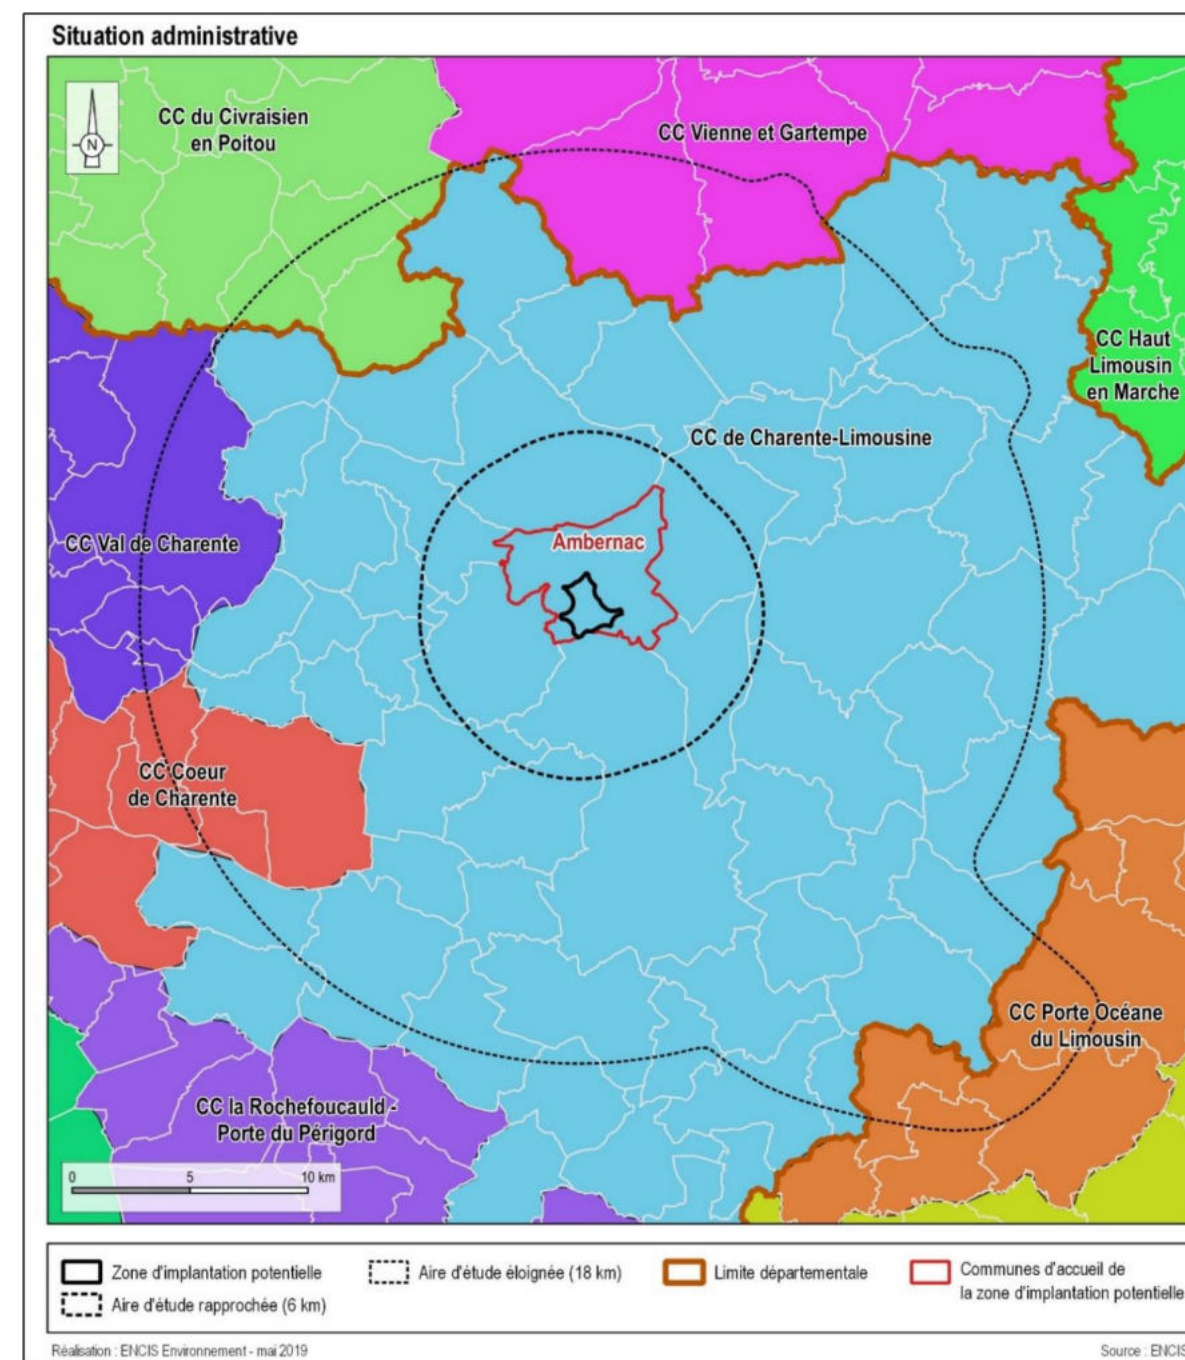 Situation administrative
N
CC du Civraisien
en Poitou
CC Vienne et Gartempe
CC Haut
Limousin
en Marche
CC de Charente-Limousine
CC Val de Charente
Ambernac
CC Coeur
de Charente
CC Porte Océane
du Limousin
CC la Rochefoucauld -
Porte du Périgord
0 5 10 km
Zone d'implantation potentielle
Aire d'étude rapprochée (6 km)
Aire d'étude éloignée (18 km)
Limite départementale
Communes d'accueil de
la zone d'implantation potentielle
Réalisation : ENCIS Environnement - mai 2019
Source : ENCIS